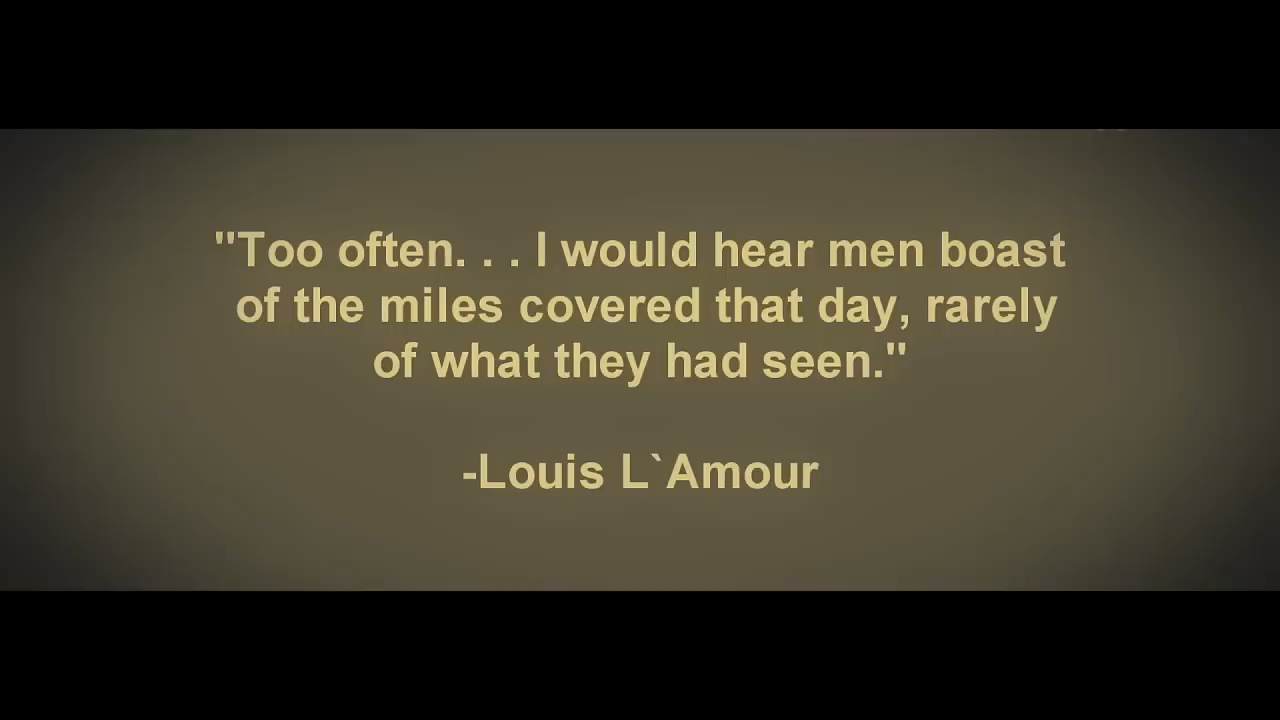 "Too often. . . I would hear men boast
of the miles covered that day, rarely
of what they had seen."
-Louis L`Amour